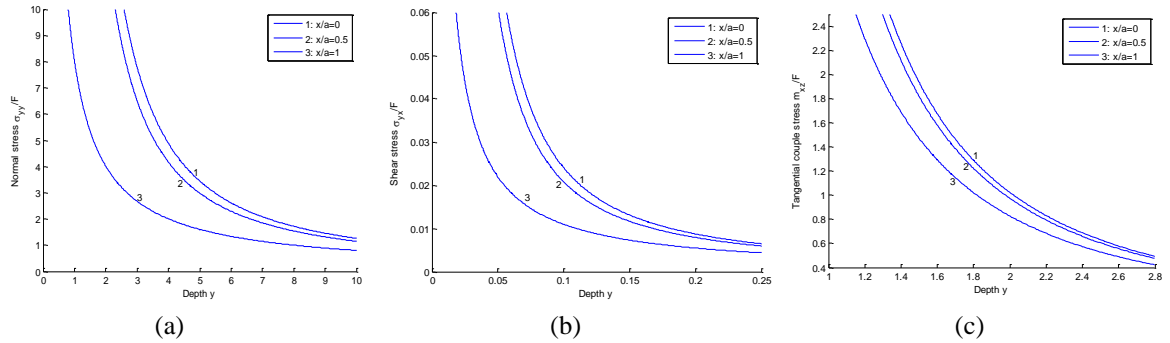 10
9
8
7
6
5
4
3
2
1
0
Normal stress σyy/F
1: x/a=0
2: x/a=0.5
3: x/a=1
1
2
3
0 1 2 3 4 5 6 7 8 9 10
Depth y
(a)
0.06
0.05
0.04
0.03
0.02
0.01
0
Shear stress σyx/F
1: x/a=0
2: x/a=0.5
3: x/a=1
1
2
3
0 0.05 0.1 0.15 0.2 0.25
Depth y
(b)
2.4
2.2
2
1.8
1.6
1.4
1.2
1
0.8
0.6
0.4
Tangential couple stress mxz/F
1: x/a=0
2: x/a=0.5
3: x/a=1
1
2
3
1 1.2 1.4 1.6 1.8 2 2.2 2.4 2.6 2.8
Depth y
(c)